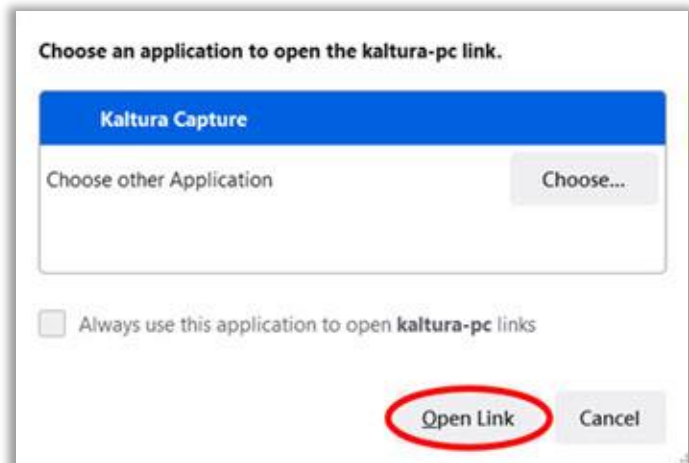 Choose an application to open the kaltura-pc link.
Kaltura Capture
Choose other Application
Choose...
Always use this application to open kaltura-pc links
Open Link
Cancel